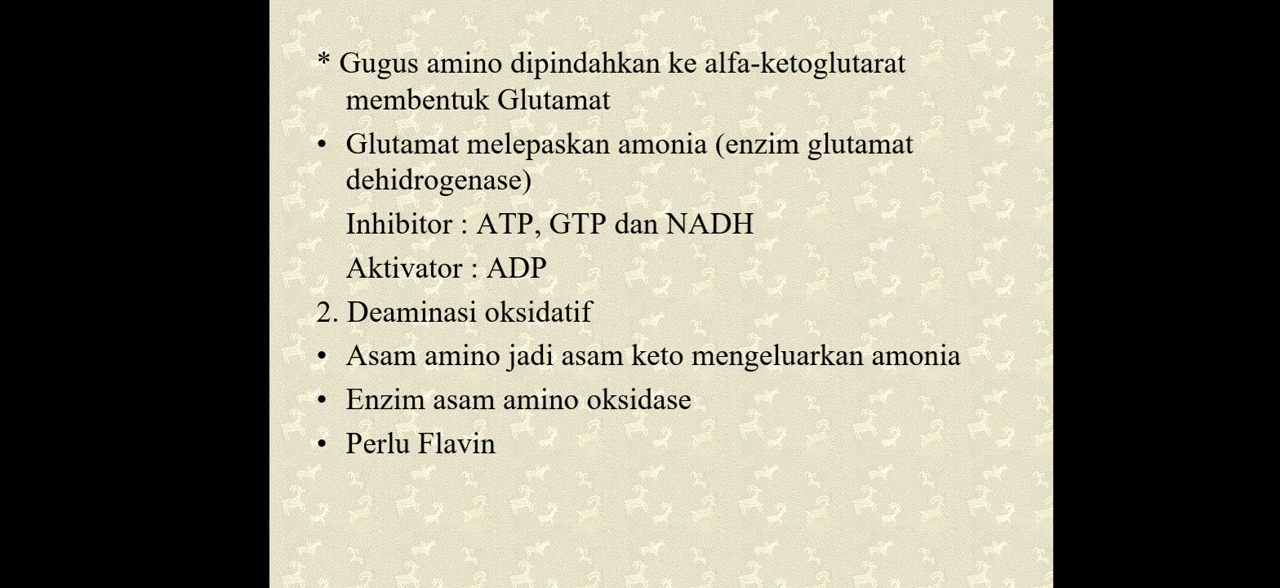 * Gugus amino dipindahkan ke alfa-ketoglutarat
membentuk Glutamat
• Glutamat melepaskan amonia (enzim glutamat
dehidrogenase)
Inhibitor : ATP, GTP dan NADH
Aktivator : ADP
2. Deaminasi oksidatif
• Asam amino jadi asam keto mengeluarkan amonia
• Enzim asam amino oksidase
• Perlu Flavin